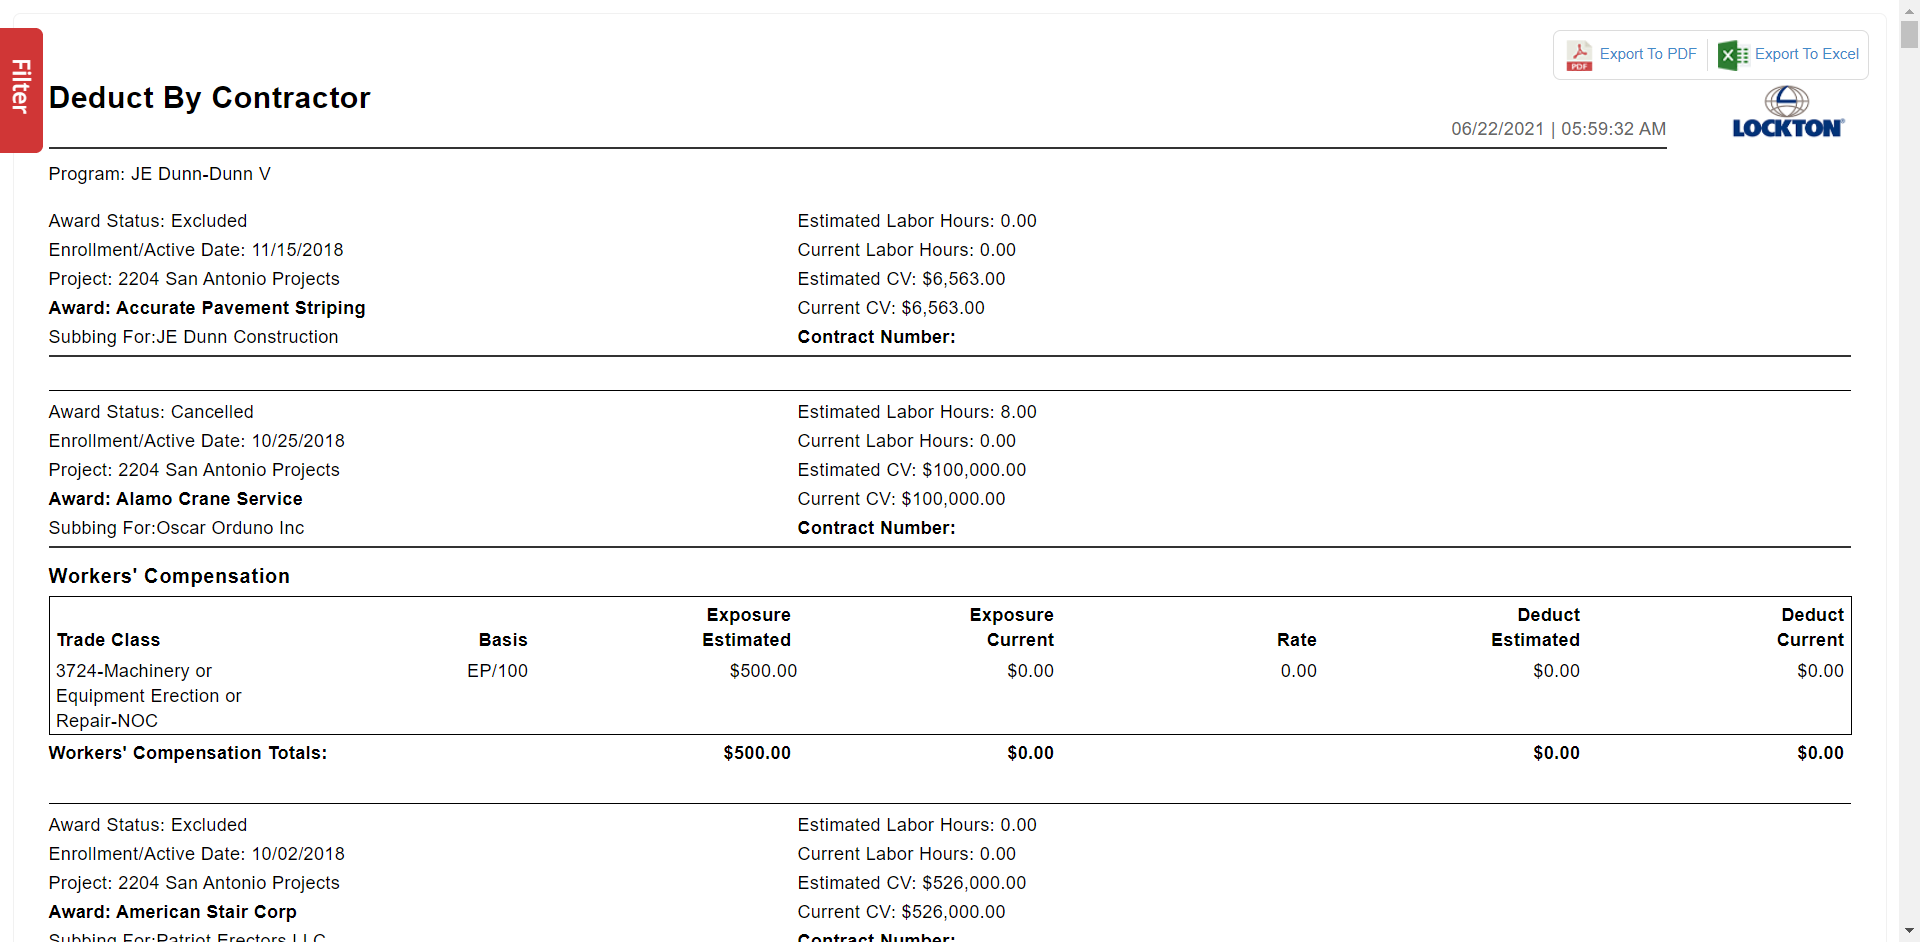 Filter
PDF
Export To PDF
Export To Excel
Deduct By Contractor
06/22/2021 | 05:59:32 AM
LOCKTON
Program: JE Dunn-Dunn V
Award Status: Excluded
Estimated Labor Hours: 0.00
Enrollment/Active Date: 11/15/2018
Current Labor Hours: 0.00
Project: 2204 San Antonio Projects
Estimated CV: $6,563.00
Award: Accurate Pavement Striping
Current CV: $6,563.00
Subbing For:JE Dunn Construction
Contract Number:
Award Status: Cancelled
Estimated Labor Hours: 8.00
Enrollment/Active Date: 10/25/2018
Current Labor Hours: 0.00
Project: 2204 San Antonio Projects
Estimated CV: $100,000.00
Award: Alamo Crane Service
Current CV: $100,000.00
Subbing For:Oscar Orduno Inc
Contract Number:
Workers' Compensation
Exposure Exposure Deduct Deduct
Trade Class Basis Estimated Current Rate Estimated Current
3724-Machinery or EP/100 $500.00 $0.00 0.00 $0.00 $0.00
Equipment Erection or
Repair-NOC
Workers' Compensation Totals: $500.00 $0.00 $0.00 $0.00
Award Status: Excluded
Estimated Labor Hours: 0.00
Enrollment/Active Date: 10/02/2018
Current Labor Hours: 0.00
Project: 2204 San Antonio Projects
Estimated CV: $526,000.00
Award: American Stair Corp
Current CV: $526,000.00
Subbing For:Patriot Erectors LLC
Contract Number: